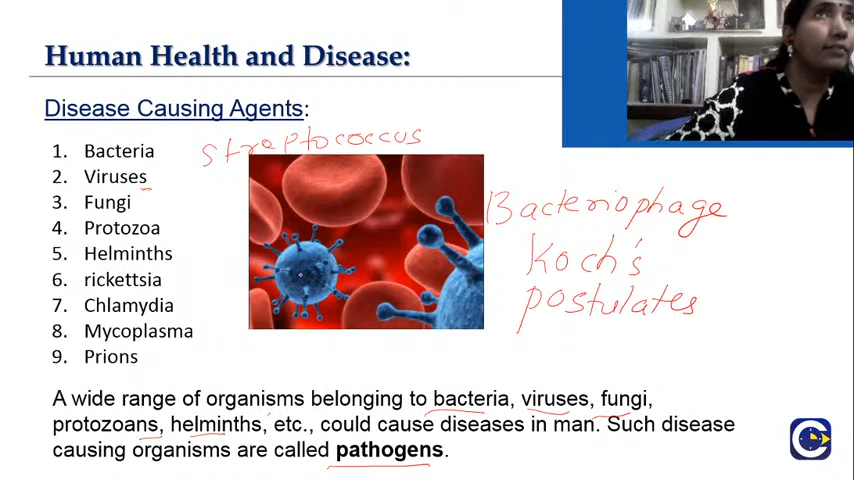 Human Health and Disease:
Disease Causing Agents:
1. Bacteria
2. Viruses
3. Fungi
4. Protozoa
5. Helminths
6. rickettsia
7. Chlamydia
8. Mycoplasma
9. Prions
Streptococcus
Bacteriophage
Koch's
postulates
A wide range of organisms belonging to bacteria, viruses, fungi,
protozoans, helminths, etc., could cause diseases in man. Such disease
causing organisms are called pathogens.